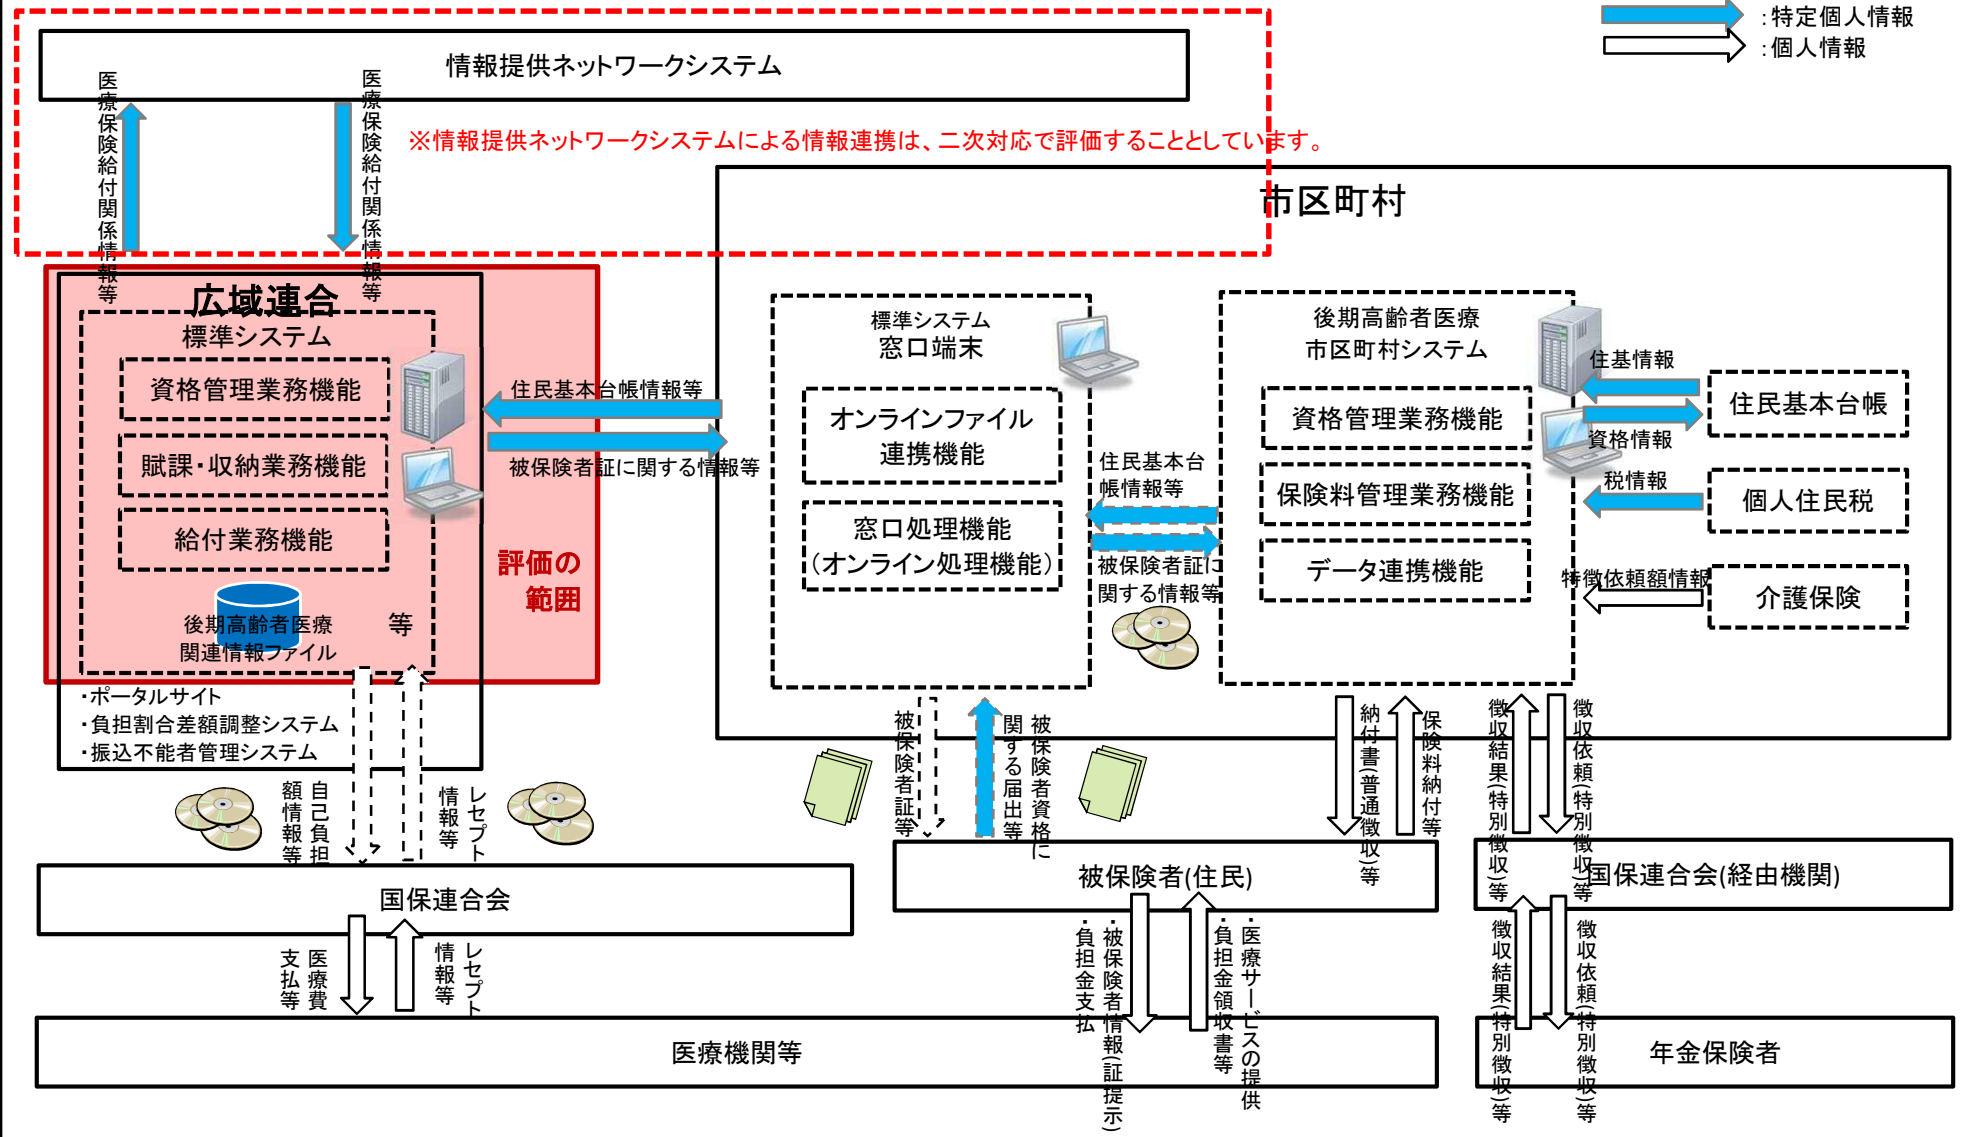 :特定個人情報
:個人情報
情報提供ネットワークシステム
医療保険給付関係情報等
医療保険給付関係情報等
※情報提供ネットワークシステムによる情報連携は、二次対応で評価することとしています。
市区町村
広域連合
標準システム
資格管理業務機能
賦課・収納業務機能
給付業務機能
後期高齢者医療
関連情報ファイル
等
評価の
範囲
・ポータルサイト
・負担割合差額調整システム
・振込不能者管理システム
住民基本台帳情報等
被保険者証に関する情報等
標準システム
窓口端末
オンラインファイル
連携機能
窓口処理機能
(オンライン処理機能)
住民基本台
帳情報等
被保険者証に
関する情報等
後期高齢者医療
市区町村システム
資格管理業務機能
保険料管理業務機能
データ連携機能
住基情報
資格情報
税情報
特徴依頼額情報
住民基本台帳
個人住民税
介護保険
自己負担
額情報等
レセプト
情報等
被保険者証等
被保険者資格に
関する届出等
納付書(普通徴収)等
保険料納付等
徴収結果(特別徴収)等
徴収依頼(特別徴収)等
国保連合会
被保険者(住民)
国保連合会(経由機関)
医療費
支払等
レセプト
情報等
・被保険者情報(証提示)
・負担金支払
・医療サービスの提供
・負担金領収書等
徴収結果(特別徴収)等
徴収依頼(特別徴収)等
医療機関等
年金保険者